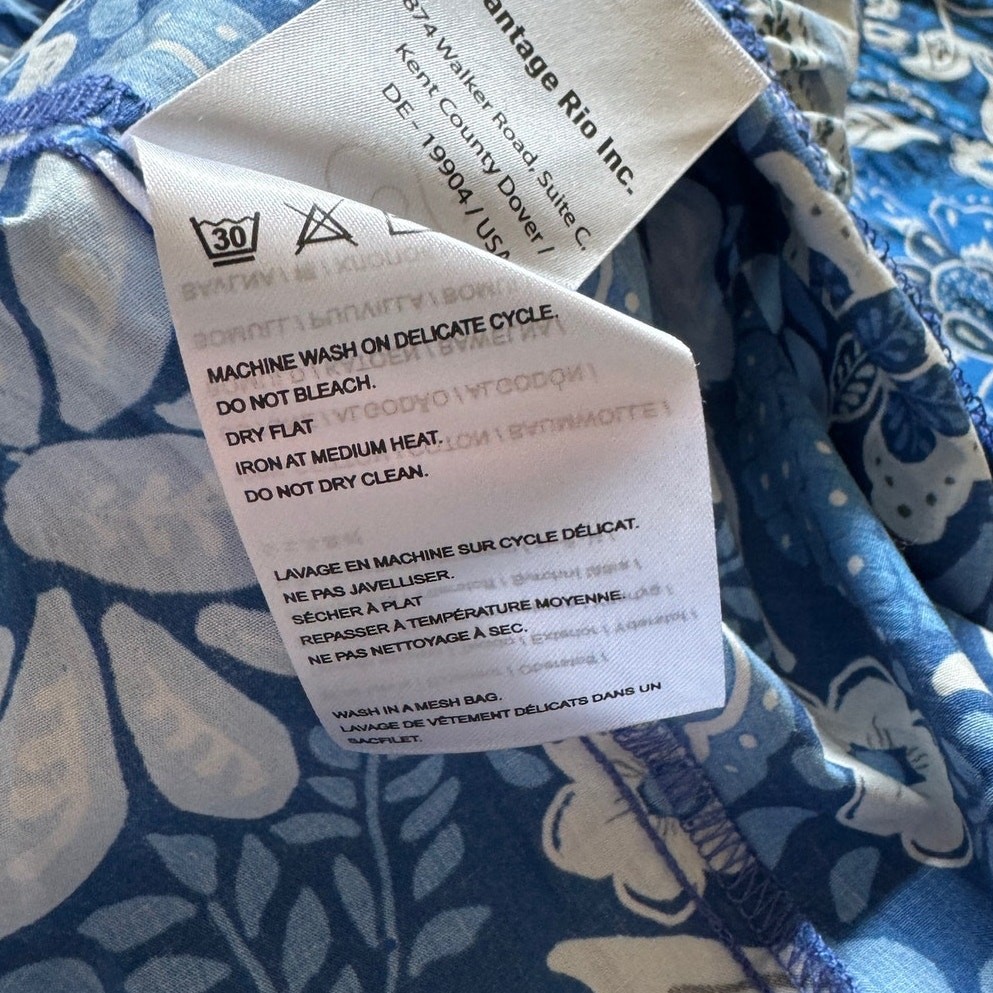 antage Rio Inc.
874 Walker Road, Suite C,
Kent County Dover /
DE - 19904 / USA
30
MACHINE WASH ON DELICATE CYCLE.
DO NOT BLEACH.
DRY FLAT
IRON AT MEDIUM HEAT.
DO NOT DRY CLEAN.
LAVAGE EN MACHINE SUR CYCLE DÉLICAT.
NE PAS JAVELLISER.
SÉCHER À PLAT
REPASSER À TEMPÉRATURE MOYENNE.
NE PAS NETTOYAGE À SEC.
WASH IN A MESH BAG.
LAVAGE DE VÊTEMENT DÉLICATS DANS UN
SACFILET.